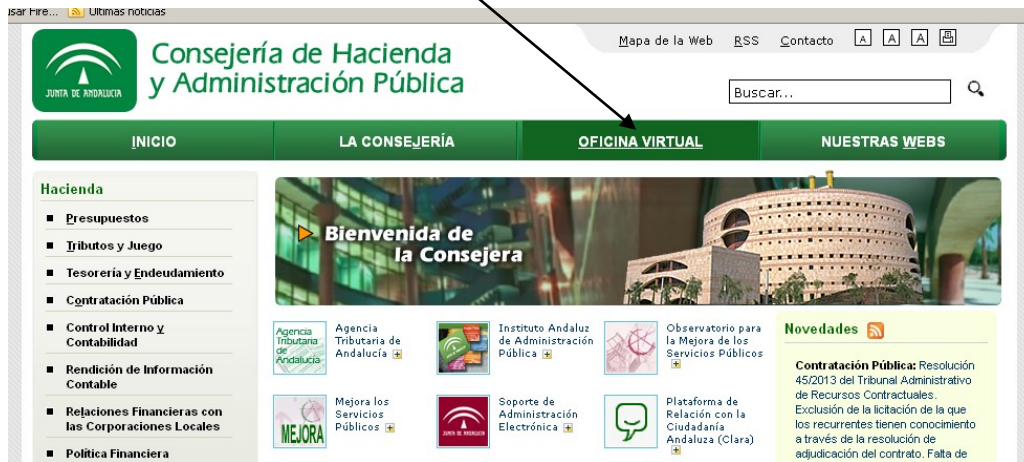 usar Fire... Últimas noticias
Mapa de la Web RSS Contacto A A A
JUNTA DE ANDALUCIA
Consejería de Hacienda
y Administración Pública
Buscar...
INICIO LA CONSEJERÍA OFICINA VIRTUAL NUESTRAS WEBS
Hacienda
Presupuestos
Tributos y Juego
Tesorería y Endeudamiento
Contratación Pública
Control Interno y
Contabilidad
Rendición de Información
Contable
Relaciones Financieras con
las Corporaciones Locales
Política Financiera
Bienvenida de
la Consejera
Agencia
Tributaria
de
Andalucía
Agencia
Tributaria de
Andalucía
Instituto Andaluz
de Administración
Pública
Observatorio para
la Mejora de los
Servicios Públicos
MEJORA
Mejora los
Servicios
Públicos
JUNTA DE ANDALUCIA
Soporte de
Administración
Electrónica
Plataforma de
Relación con la
Ciudadanía
Andaluza (Clara)
Novedades
Contratación Pública: Resolución
45/2013 del Tribunal Administrativo
de Recursos Contractuales.
Exclusión de la licitación de la que
los recurrentes tienen conocimiento
a través de la resolución de
adjudicación del contrato. Falta de